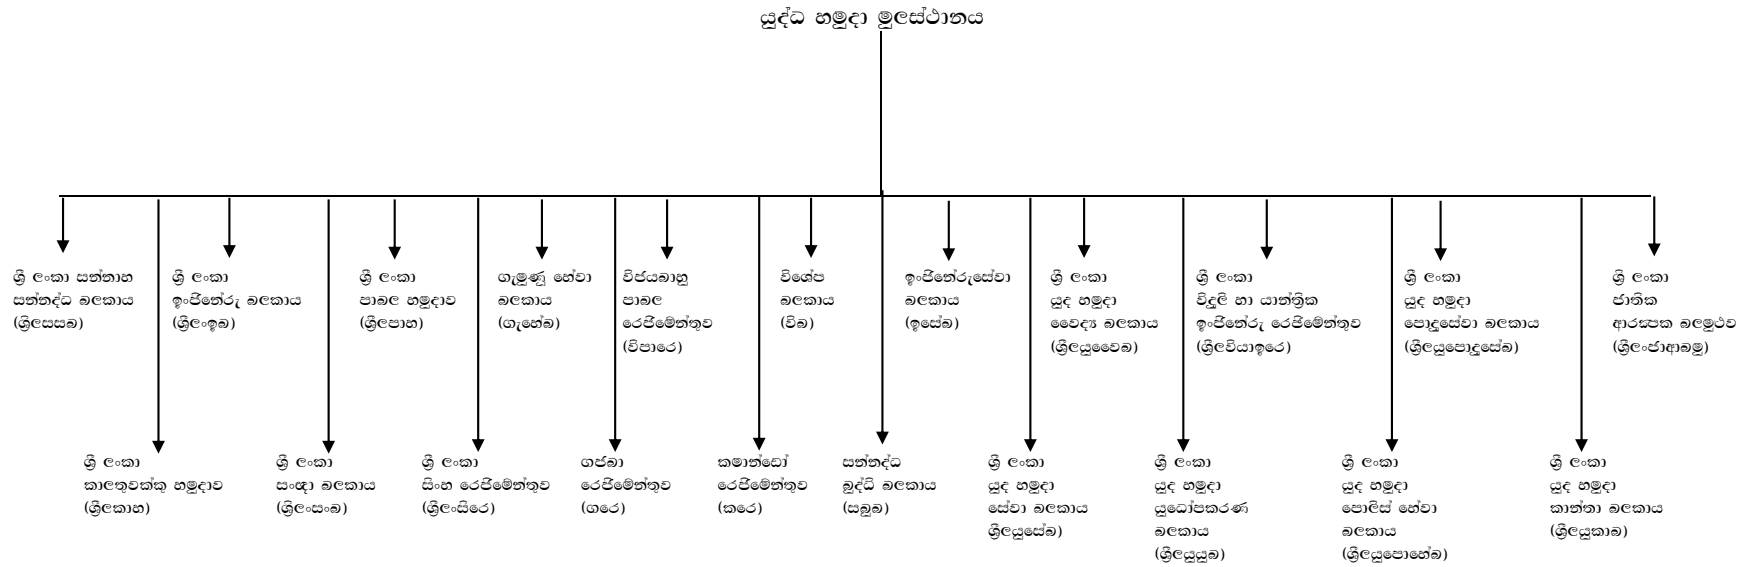 යුද්ධ හමුදා මුලස්ථානය
ශ්‍රී ලංකා සන්නාහ
සන්නද්ධ බලකාය
(ශ්‍රීලසසබ)
ශ්‍රී ලංකා
ඉංජිනේරු බලකාය
(ශ්‍රීලංඉබ)
ශ්‍රී ලංකා
පාබල හමුදාව
(ශ්‍රීලපාහ)
ගැමුණු හේවා
බලකාය
(ගැහේබ)
විජයබාහු
පාබල
රෙජිමේන්තුව
(විපාරෙ)
විශේෂ
බලකාය
(විබ)
ඉංජිනේරුසේවා
බලකාය
(ඉසේබ)
ශ්‍රී ලංකා
යුද හමුදා
වෛද්‍ය බලකාය
(ශ්‍රීලයුවෛබ)
ශ්‍රී ලංකා
විදුලි හා යාන්ත්‍රික
ඉංජිනේරු රෙජිමේන්තුව
(ශ්‍රීලවියාඉරෙ)
ශ්‍රී ලංකා
යුද හමුදා
පොදුසේවා බලකාය
(ශ්‍රීලයුපොදුසේබ)
ශ්‍රි ලංකා
ජාතික
ආරක්‍ෂක බලමුළුව
(ශ්‍රීලංජාආබමු)
ශ්‍රී ලංකා
කාලතුවක්කු හමුදාව
(ශ්‍රීලකාහ)
ශ්‍රී ලංකා
සංඥා බලකාය
(ශ්‍රිලංසංබ)
ශ්‍රී ලංකා
සිංහ රෙජිමේන්තුව
(ශ්‍රීලංසිරෙ)
ගජබා
රෙජිමේන්තුව
(ගරෙ)
කමාන්ඩෝ
රෙජිමේන්තුව
(කරෙ)
සන්නද්ධ
බුද්ධි බලකාය
(සබුබ)
ශ්‍රී ලංකා
යුද හමුදා
සේවා බලකාය
ශ්‍රීලයුසේබ)
ශ්‍රී ලංකා
යුද හමුදා
යුධෝපකරණ
බලකාය
(ශ්‍රීලයුයුබ)
ශ්‍රී ලංකා
යුද හමුදා
පොලිස් හේවා
බලකාය
(ශ්‍රීලයුපොහේබ)
ශ්‍රී ලංකා
යුද හමුදා
කාන්තා බලකාය
(ශ්‍රීලයුකාබ)